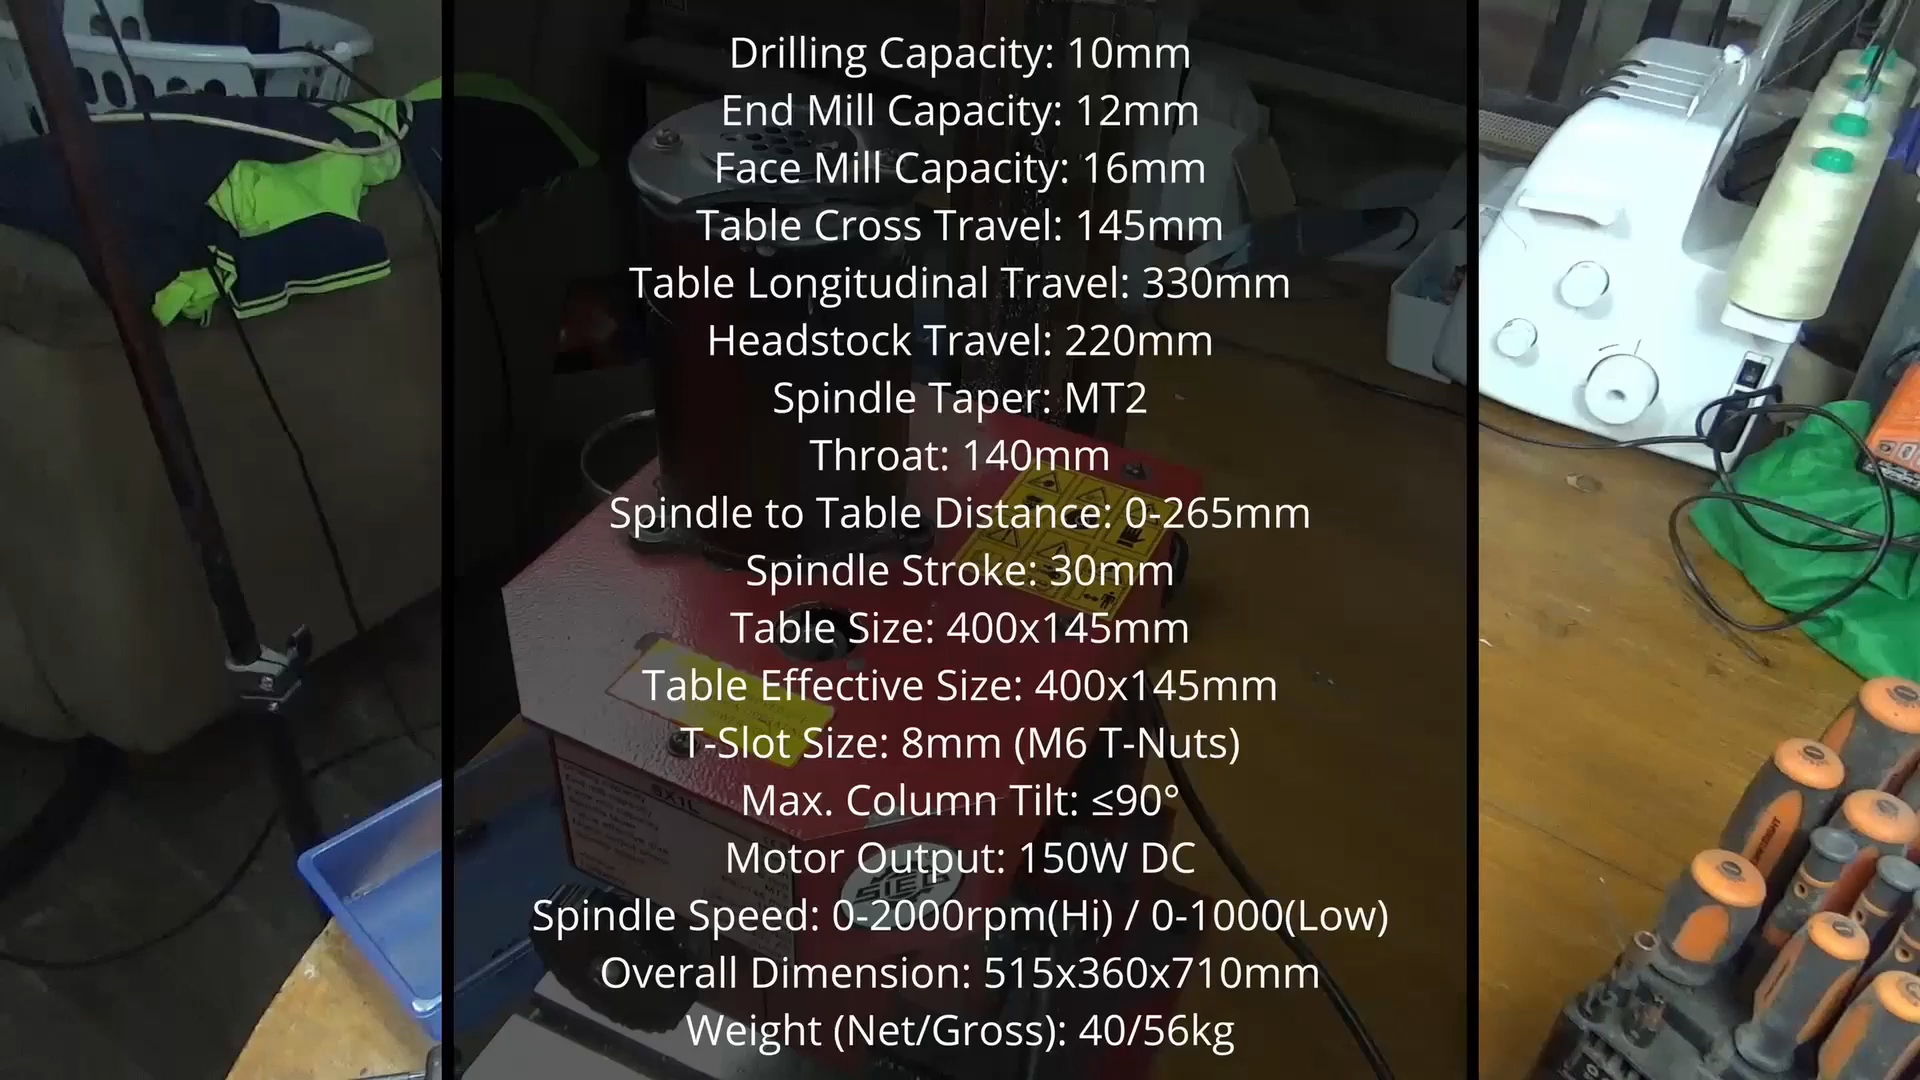 Drilling Capacity: 10mm
End Mill Capacity: 12mm
Face Mill Capacity: 16mm
Table Cross Travel: 145mm
Table Longitudinal Travel: 330mm
Headstock Travel: 220mm
Spindle Taper: MT2
Throat: 140mm
Spindle to Table Distance: 0-265mm
Spindle Stroke: 30mm
Table Size: 400x145mm
Table Effective Size: 400x145mm
T-Slot Size: 8mm (M6 T-Nuts)
Max. Column Tilt: ≤90°
Motor Output: 150W DC
Spindle Speed: 0-2000rpm(Hi) / 0-1000(Low)
Overall Dimension: 515x360x710mm
Weight (Net/Gross): 40/56kg
SX1L
SIEG